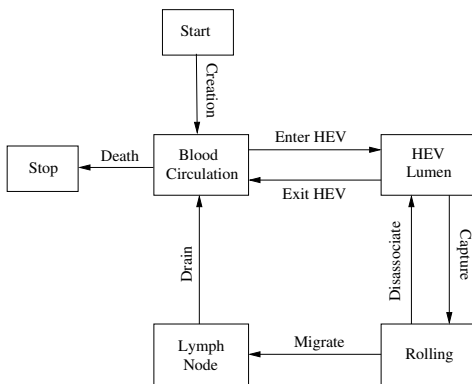 Start
Creation
Stop
Death
Blood
Circulation
Enter HEV
Exit HEV
HEV
Lumen
Drain
Disassociate
Capture
Lymph
Node
Migrate
Rolling